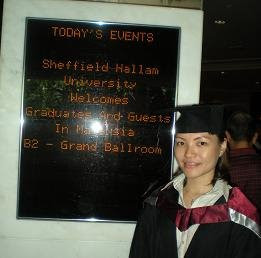 TODAY'S EVENTS
Sheffield Hallam
University
Welcomes
Graduates And Guests
In Malaysia
B2 - Grand Ballroom